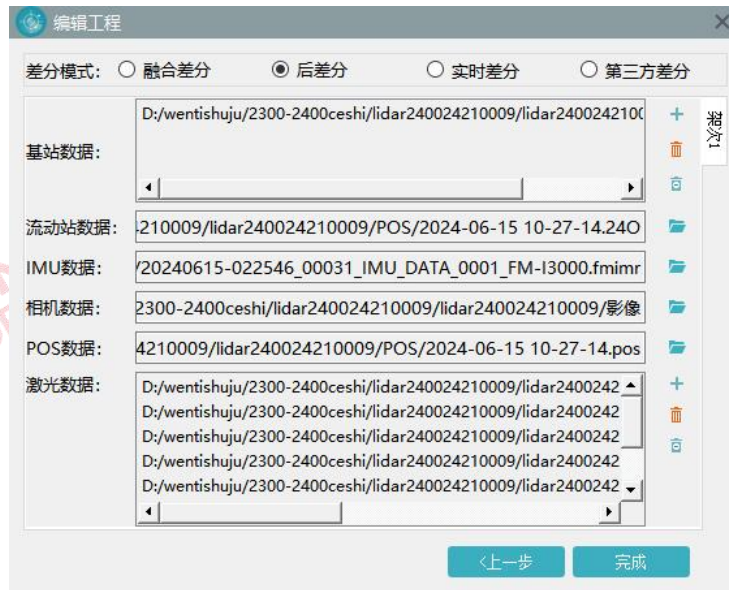 编辑工程
差分模式: 融合差分 后差分 实时差分 第三方差分
D:/wentishuju/2300-2400ceshi/lidar240024210009/lidar240024210(
基站数据:
架次1
流动站数据: 4210009/lidar240024210009/POS/2024-06-15 10-27-14.24O
IMU数据: /20240615-022546_00031_IMU_DATA_0001_FM-I3000.fmimr
相机数据: 2300-2400ceshi/lidar240024210009/lidar240024210009/影像
POS数据: 4210009/lidar240024210009/POS/2024-06-15 10-27-14.pos
激光数据: D:/wentishuju/2300-2400ceshi/lidar240024210009/lidar2400242
D:/wentishuju/2300-2400ceshi/lidar240024210009/lidar2400242
D:/wentishuju/2300-2400ceshi/lidar240024210009/lidar2400242
D:/wentishuju/2300-2400ceshi/lidar240024210009/lidar2400242
D:/wentishuju/2300-2400ceshi/lidar240024210009/lidar2400242
<上一步 完成